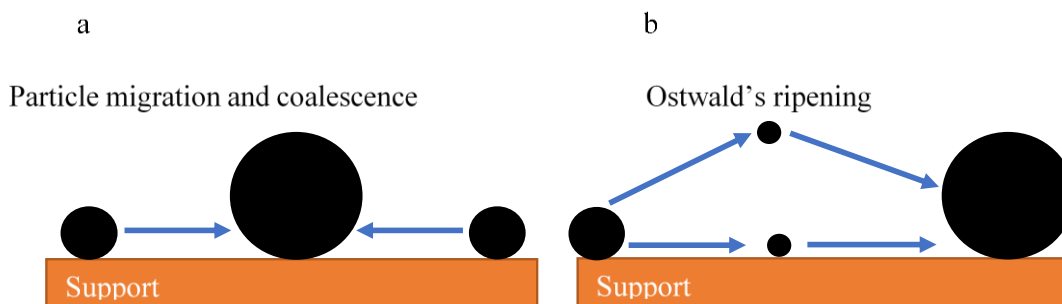 a
b
Particle migration and coalescence
Ostwald’s ripening
Support
Support